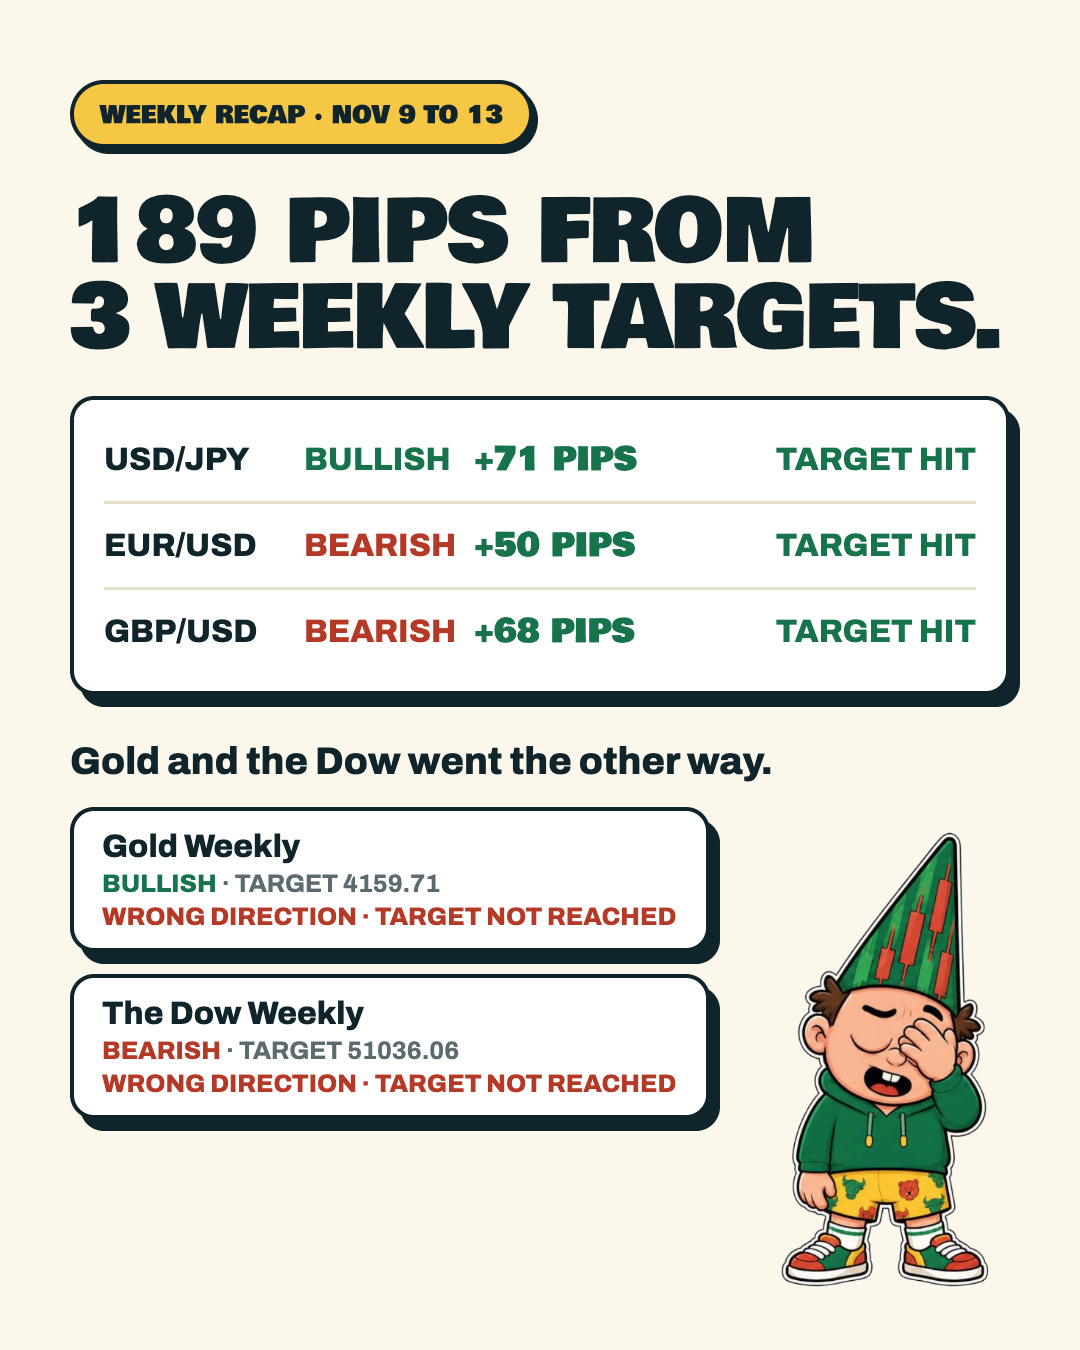 WEEKLY RECAP · NOV 9 TO 13
189 PIPS FROM
3 WEEKLY TARGETS.
USD/JPY BULLISH +71 PIPS TARGET HIT
EUR/USD BEARISH +50 PIPS TARGET HIT
GBP/USD BEARISH +68 PIPS TARGET HIT
Gold and the Dow went the other way.
Gold Weekly
BULLISH · TARGET 4159.71
WRONG DIRECTION · TARGET NOT REACHED
The Dow Weekly
BEARISH · TARGET 51036.06
WRONG DIRECTION · TARGET NOT REACHED